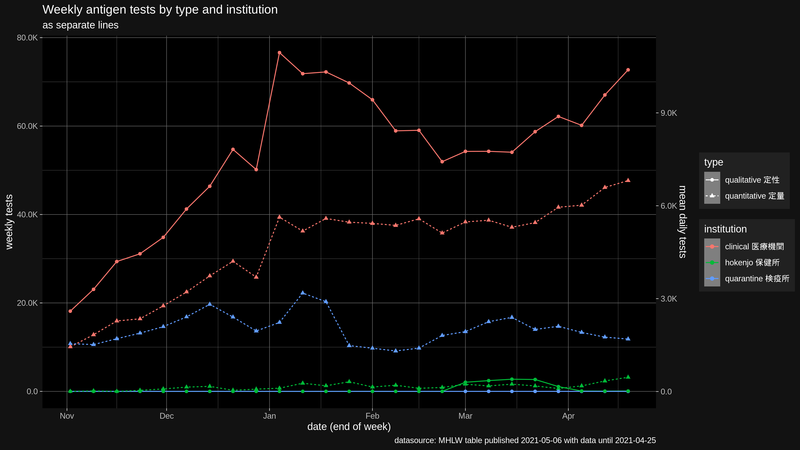 Weekly antigen tests by type and institution
as separate lines
80.0K
60.0K
40.0K
20.0K
0.0
weekly tests
9.0K
6.0K
3.0K
0.0
mean daily tests
Nov
Dec
Jan
Feb
Mar
Apr
date (end of week)
type
qualitative 定性
quantitative 定量
institution
clinical 医療機関
hokenjo 保健所
quarantine 検疫所
datasource: MHLW table published 2021-05-06 with data until 2021-04-25